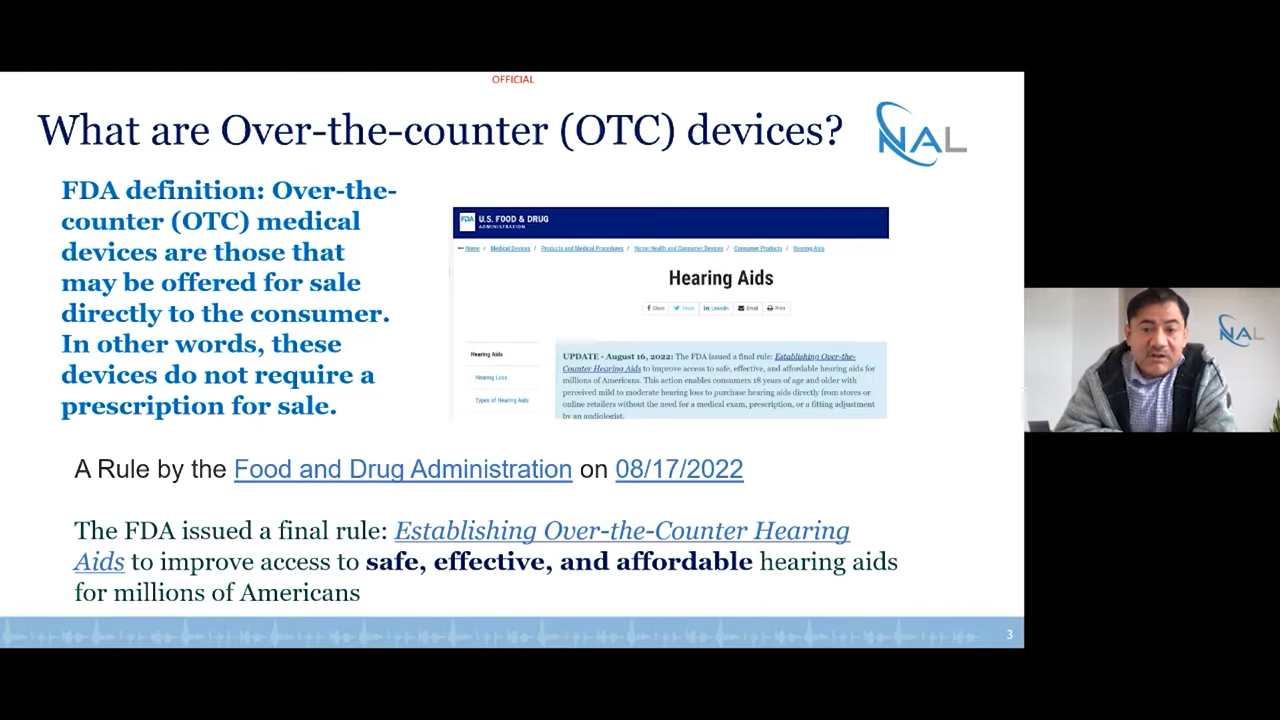 OFFICIAL
What are Over-the-counter (OTC) devices?
NAL
FDA definition: Over-the-
counter (OTC) medical
devices are those that
may be offered for sale
directly to the consumer.
In other words, these
devices do not require a
prescription for sale.
FDA U.S. FOOD & DRUG
ADMINISTRATION
Home / Medical Devices / Products and Medical Procedures / Home Health and Consumer Devices / Consumer Products / Hearing Aids
Hearing Aids
Share Tweet LinkedIn Email Print
Hearing Aids
Hearing Loss
Types of Hearing Aids
UPDATE - August 16, 2022: The FDA issued a final rule: Establishing Over-the-
Counter Hearing Aids to improve access to safe, effective, and affordable hearing aids for
millions of Americans. This action enables consumers 18 years of age and older with
perceived mild to moderate hearing loss to purchase hearing aids directly from stores or
online retailers without the need for a medical exam, prescription, or a fitting adjustment
by an audiologist.
A Rule by the Food and Drug Administration on 08/17/2022
The FDA issued a final rule: Establishing Over-the-Counter Hearing
Aids to improve access to safe, effective, and affordable hearing aids
for millions of Americans
3
NAL